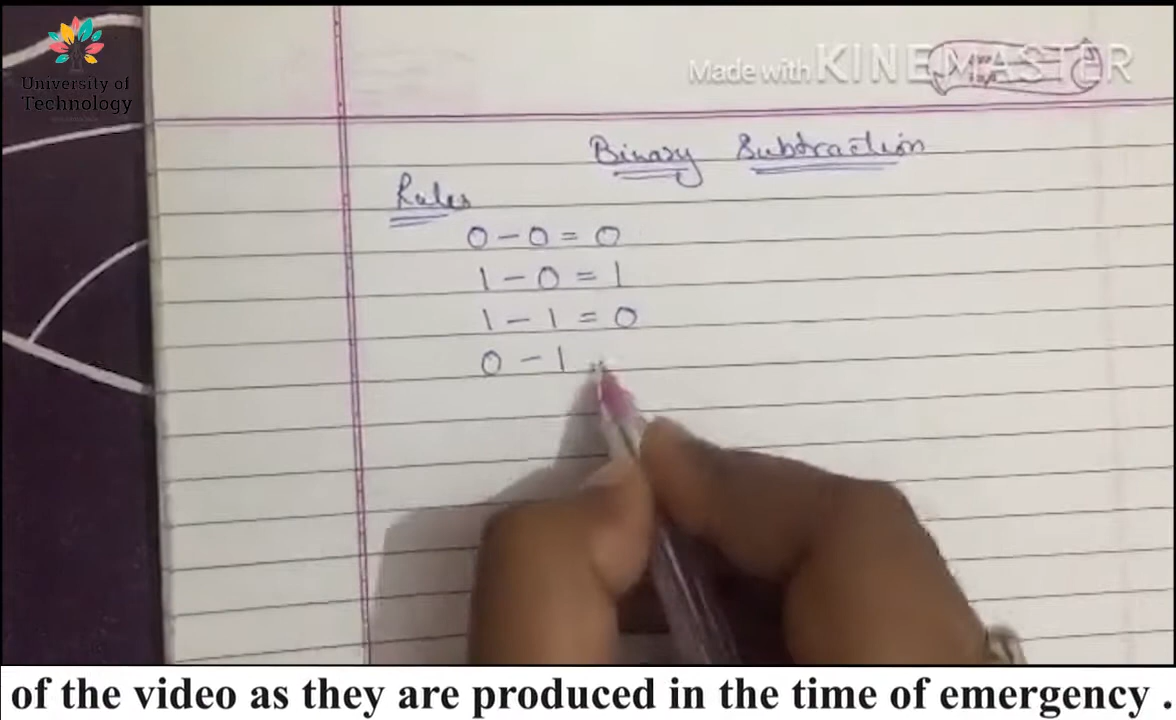 University of
Technology
Made with KINEMASTER
Binary Subtraction
Rules
0 - 0 = 0
1 - 0 = 1
1 - 1 = 0
0 - 1
of the video as they are produced in the time of emergency .